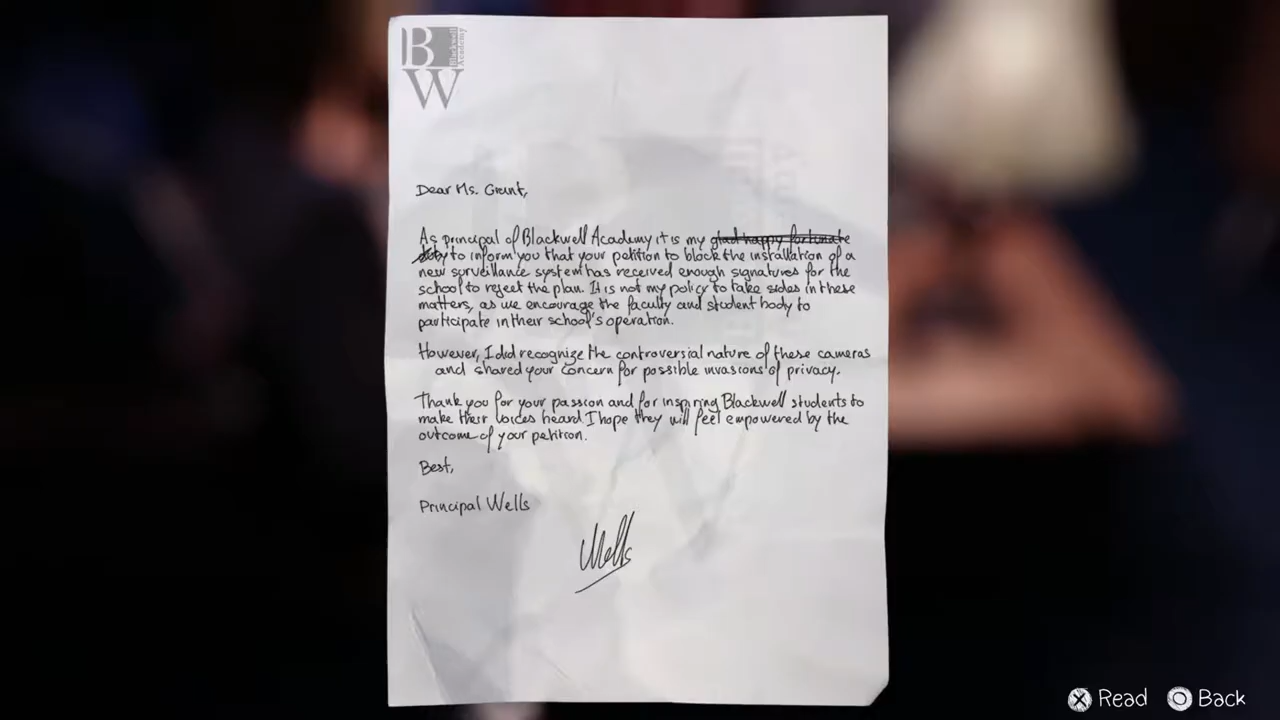 B
Blackwell
Academy
W
Dear Ms. Grant,
As principal of Blackwell Academy it is my glad happy fortunate
duty to inform you that your petition to block the installation of a
new surveillance system has received enough signatures for the
school to reject the plan. It is not my policy to take sides in these
matters, as we encourage the faculty and student body to
participate in their school's operation.
However, I did recognize the controversial nature of these cameras
and shared your concern for possible invasions of privacy.
Thank you for your passion and for inspiring Blackwell students to
make their voices heard I hope they will feel empowered by the
outcome of your petition.
Best,
Principal Wells
Wells
Read
Back